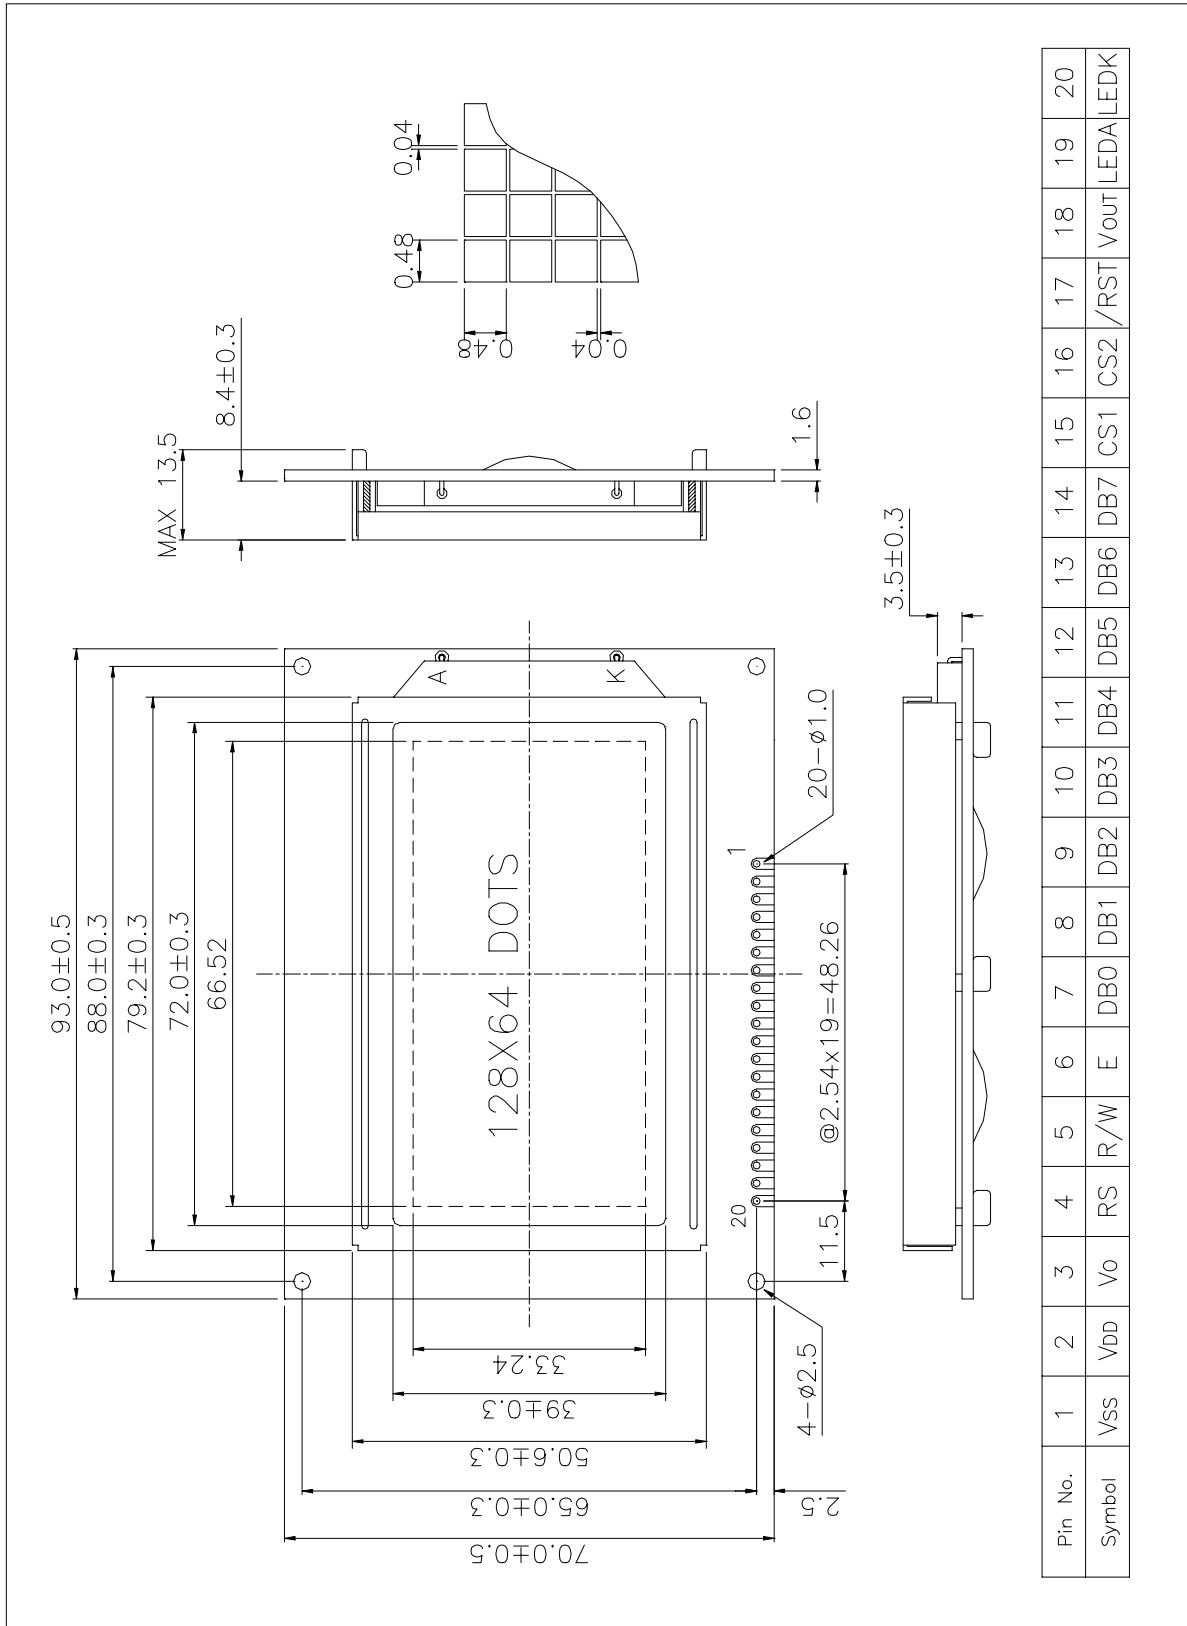 93.0±0.5
88.0±0.3
79.2±0.3
72.0±0.3
66.52
128X64 DOTS
A
K
1
20
@2.54x19=48.26
11.5
20-ø1.0
4-ø2.5
33.24
39±0.3
50.6±0.3
65.0±0.3
2.5
70.0±0.5
MAX 13.5
8.4±0.3
1.6
0.48
0.04
0.48
0.04
3.5±0.3
Pin No. 1 2 3 4 5 6 7 8 9 10 11 12 13 14 15 16 17 18 19 20
Symbol Vss VDD Vo RS R/W E DB0 DB1 DB2 DB3 DB4 DB5 DB6 DB7 CS1 CS2 /RST Vout LEDA LEDK